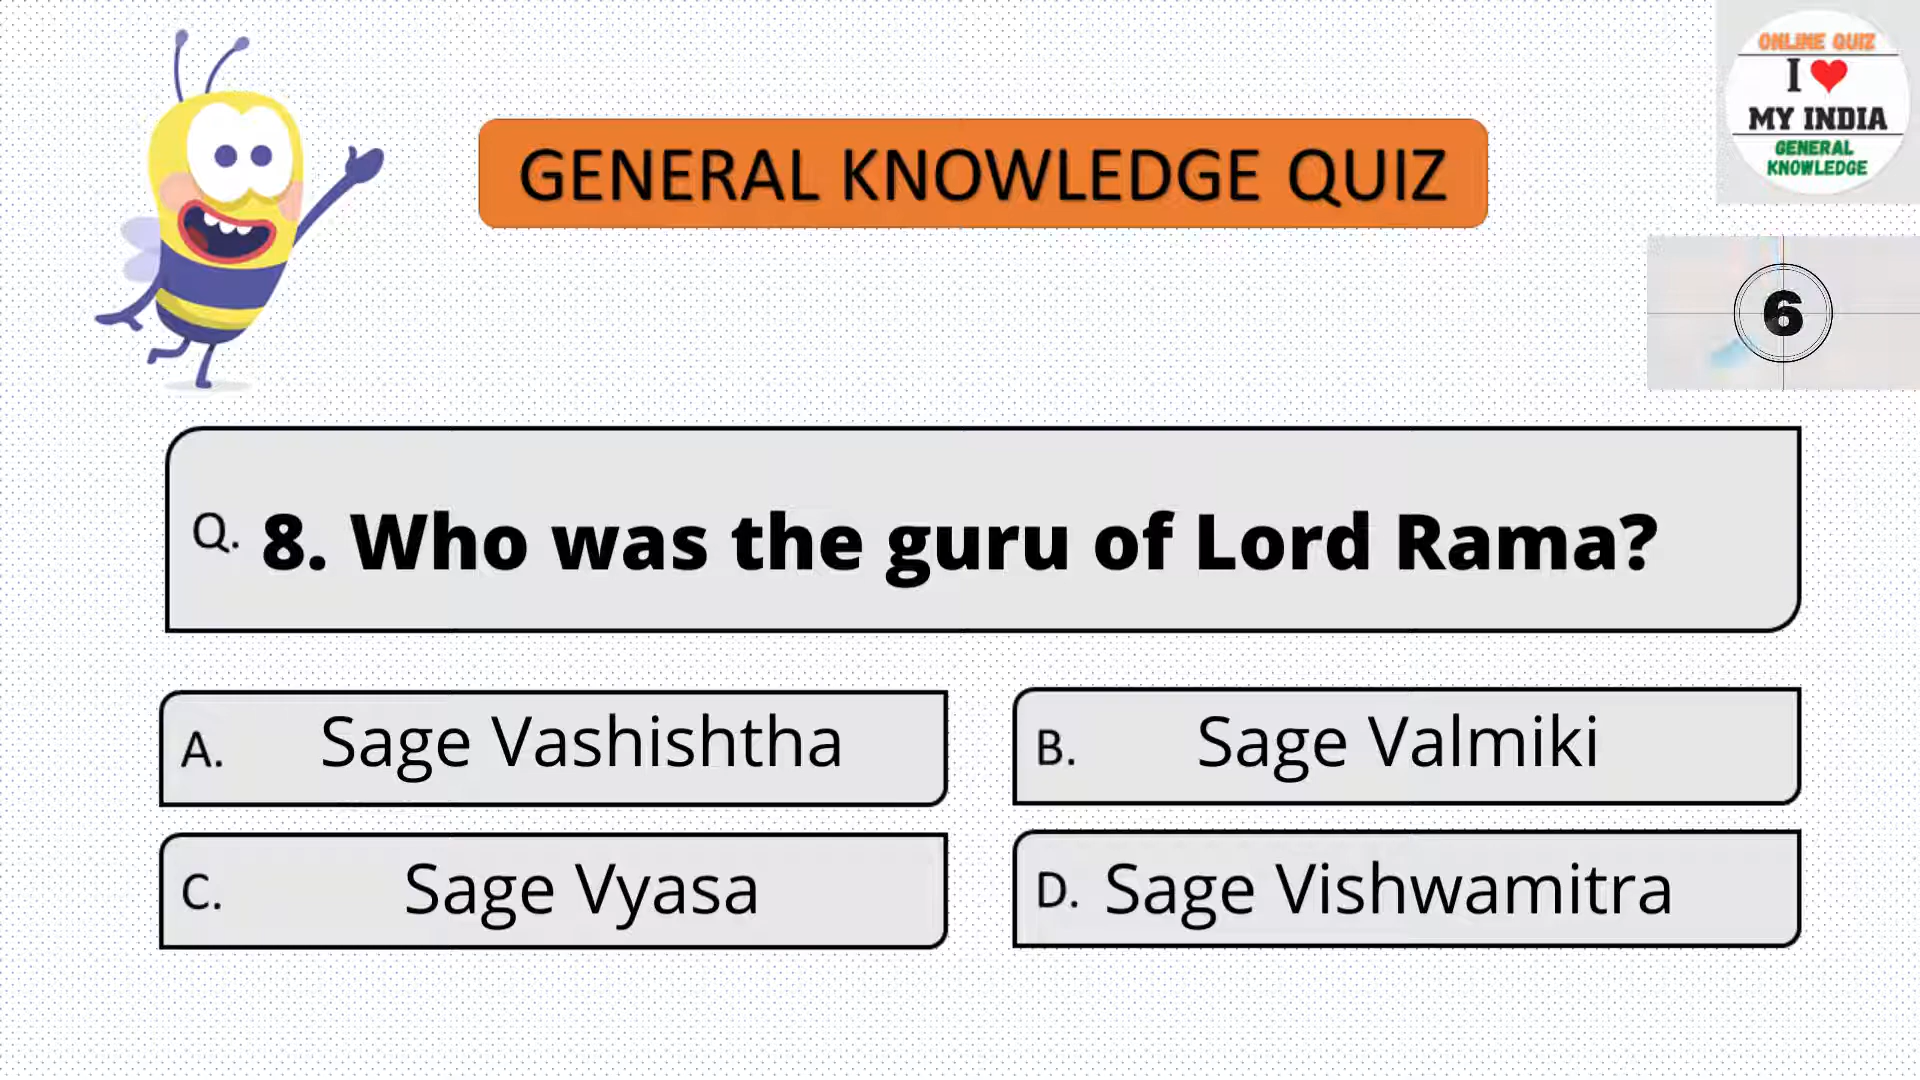 ONLINE QUIZ
I ❤
MY INDIA
GENERAL
KNOWLEDGE
GENERAL KNOWLEDGE QUIZ
6
Q. 8. Who was the guru of Lord Rama?
A. Sage Vashishtha
B. Sage Valmiki
C. Sage Vyasa
D. Sage Vishwamitra